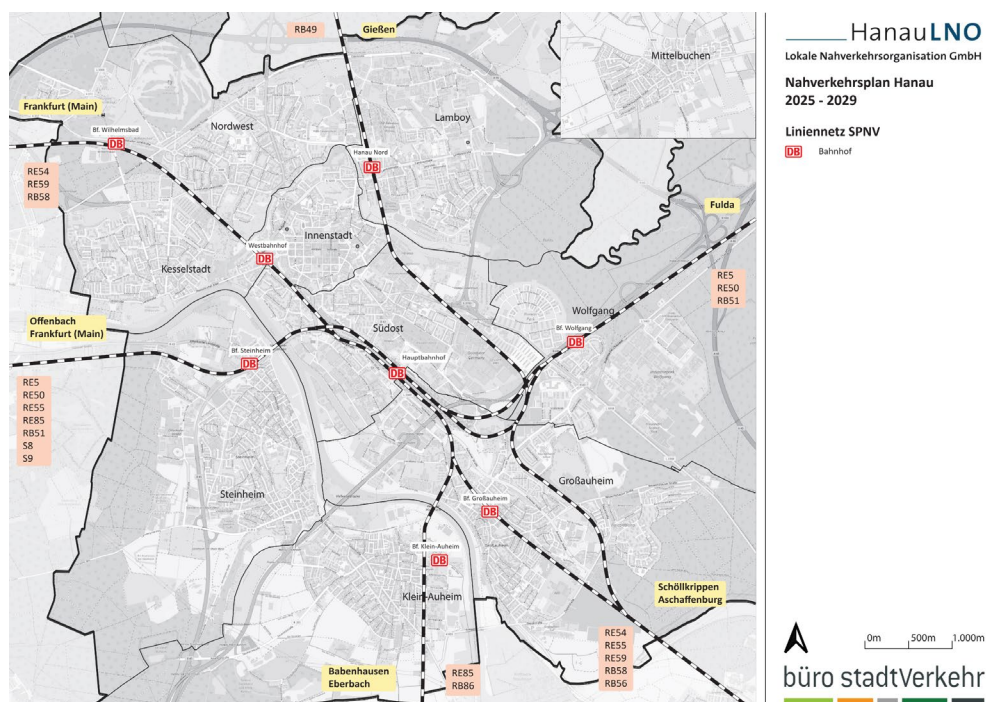 RB49
Gießen
Mittelbuchen
Frankfurt (Main)
Bf. Wilhelmsbad
DB
Nordwest
Lamboy
Hanau Nord
DB
RE54
RE59
RB58
Fulda
Innenstadt
Westbahnhof
DB
Kesselstadt
RE5
RE50
RB51
Wolfgang
Bf. Wolfgang
DB
Offenbach
Frankfurt (Main)
Südost
Bf. Steinheim
DB
Hauptbahnhof
DB
RE5
RE50
RE55
RE85
RB51
S8
S9
Steinheim
Großauheim
Bf. Großauheim
DB
Bf. Klein-Auheim
DB
Klein-Auheim
Schöllkrippen
Aschaffenburg
RE54
RE55
RE59
RB58
RB56
Babenhausen
Eberbach
RE85
RB86
HanauLNO
Lokale Nahverkehrsorganisation GmbH
Nahverkehrsplan Hanau
2025 - 2029
Liniennetz SPNV
DB Bahnhof
0m 500m 1.000m
büro stadtVerkehr